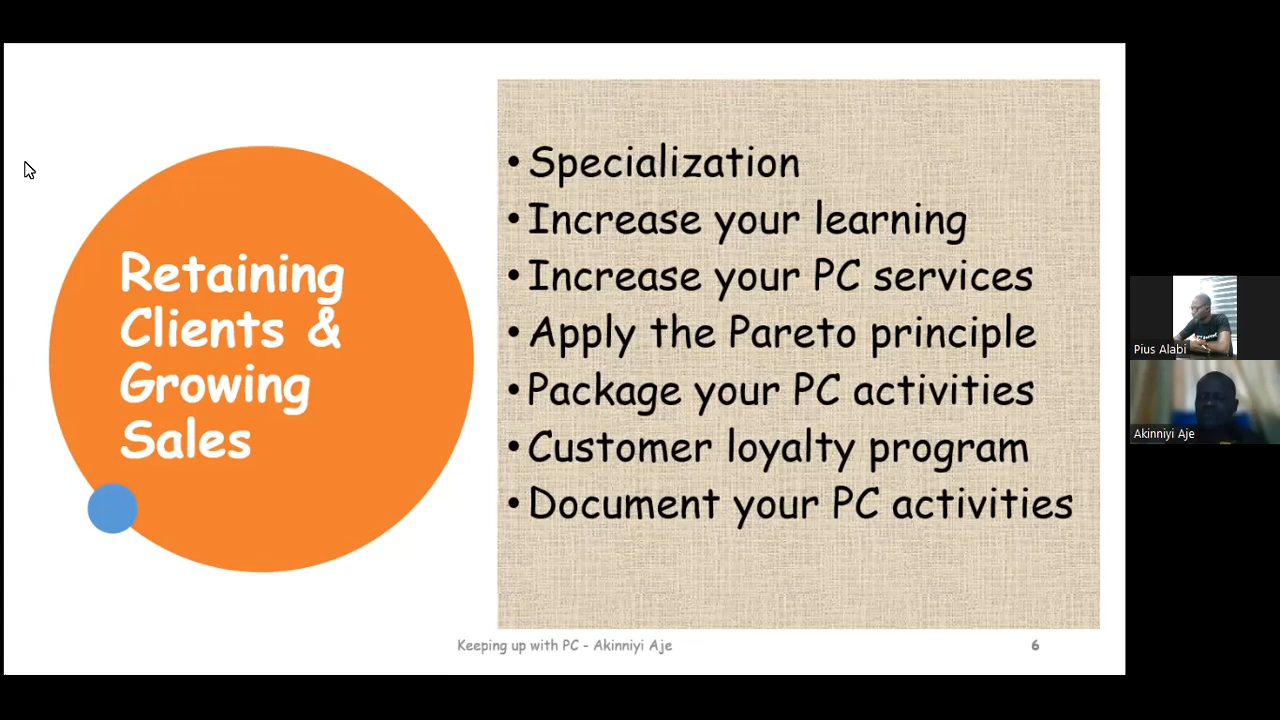 Retaining
Clients &
Growing
Sales
• Specialization
• Increase your learning
• Increase your PC services
• Apply the Pareto principle
• Package your PC activities
• Customer loyalty program
• Document your PC activities
Keeping up with PC - Akinniyi Aje
6
Pius Alabi
Akinniyi Aje